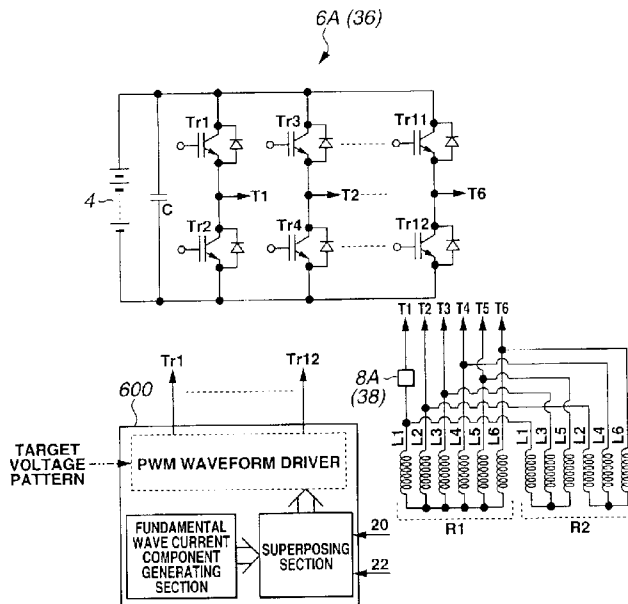 6A (36)
Tr1
Tr3
Tr11
4
C
T1
T2
T6
Tr2
Tr4
Tr12
T1 T2 T3 T4 T5 T6
Tr1
Tr12
600
8A
(38)
TARGET
VOLTAGE
PATTERN
PWM WAVEFORM DRIVER
L1 L2 L3 L4 L5 L6 L1 L3 L5 L2 L4 L6
R1
R2
FUNDAMENTAL
WAVE CURRENT
COMPONENT
GENERATING
SECTION
SUPERPOSING
SECTION
20
22